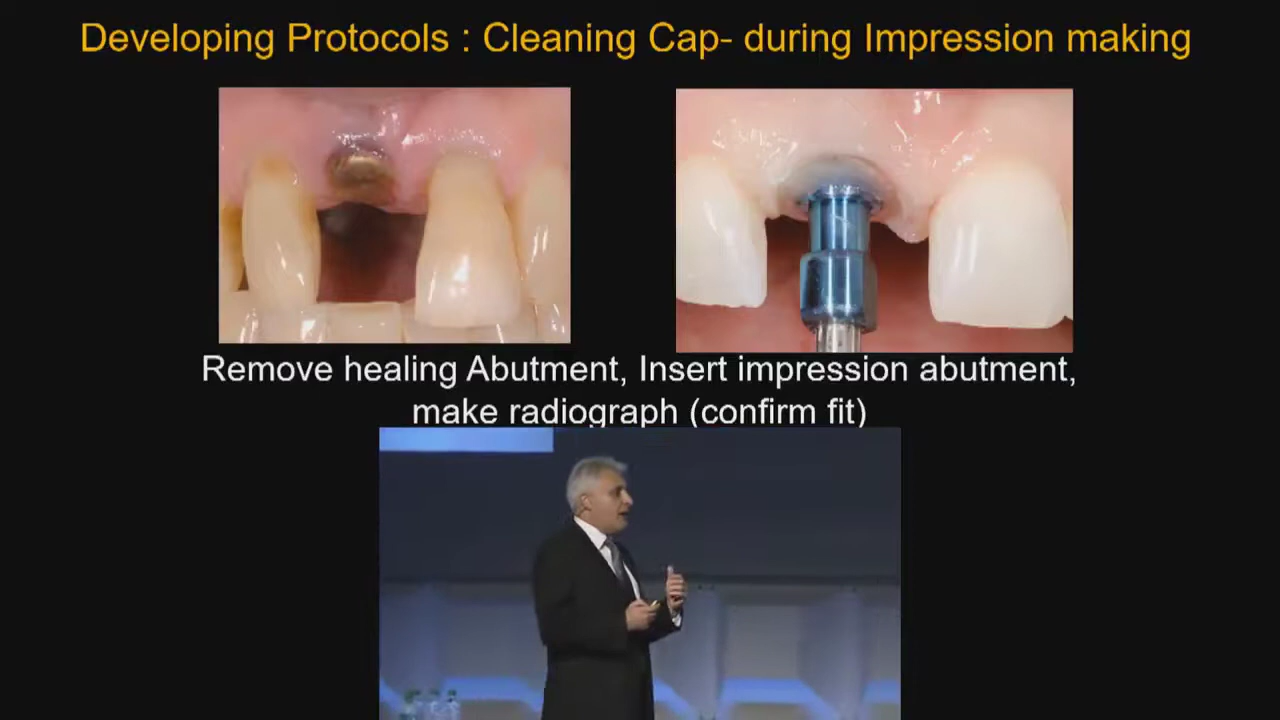 Developing Protocols : Cleaning Cap- during Impression making
Remove healing Abutment, Insert impression abutment,
make radiograph (confirm fit)